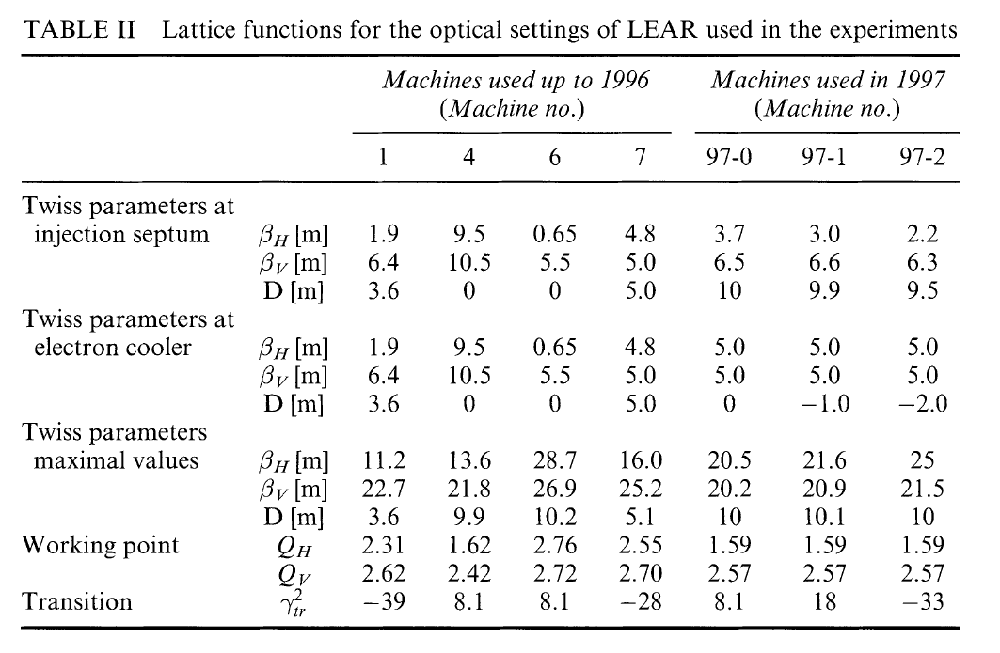 TABLE II Lattice functions for the optical settings of LEAR used in the experiments
Machines used up to 1996 Machines used in 1997
(Machine no.) (Machine no.)
1 4 6 7 97-0 97-1 97-2
Twiss parameters at
injection septum β_H [m] 1.9 9.5 0.65 4.8 3.7 3.0 2.2
β_V [m] 6.4 10.5 5.5 5.0 6.5 6.6 6.3
D [m] 3.6 0 0 5.0 10 9.9 9.5
Twiss parameters at
electron cooler β_H [m] 1.9 9.5 0.65 4.8 5.0 5.0 5.0
β_V [m] 6.4 10.5 5.5 5.0 5.0 5.0 5.0
D [m] 3.6 0 0 5.0 0 −1.0 −2.0
Twiss parameters
maximal values β_H [m] 11.2 13.6 28.7 16.0 20.5 21.6 25
β_V [m] 22.7 21.8 26.9 25.2 20.2 20.9 21.5
D [m] 3.6 9.9 10.2 5.1 10 10.1 10
Working point Q_H 2.31 1.62 2.76 2.55 1.59 1.59 1.59
Q_V 2.62 2.42 2.72 2.70 2.57 2.57 2.57
Transition γ²_tr −39 8.1 8.1 −28 8.1 18 −33